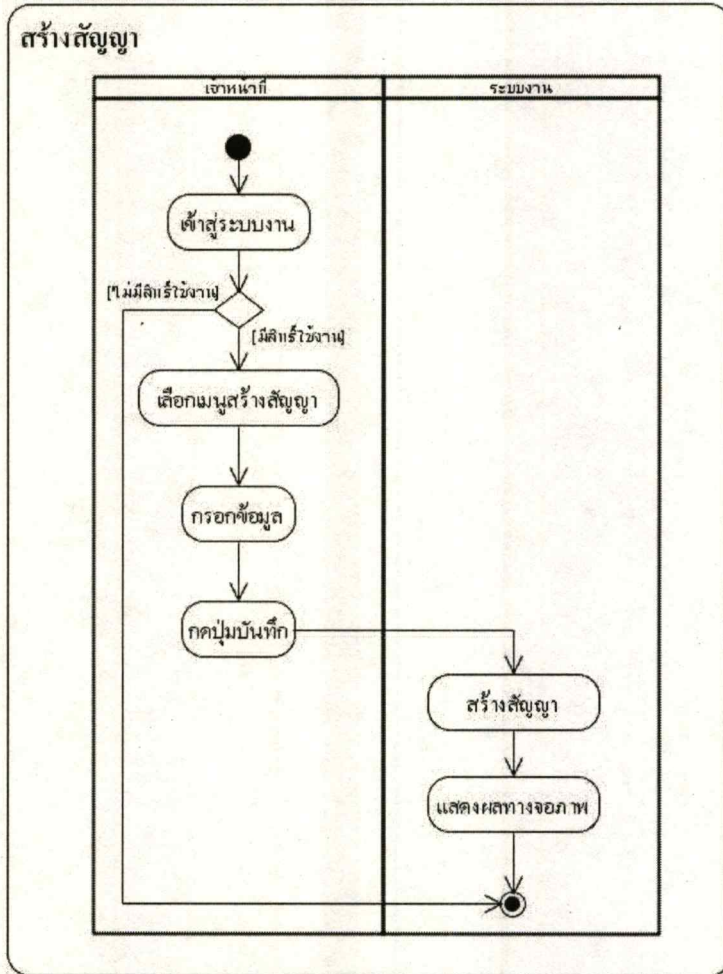 สร้างสัญญา
เจ้าหน้าที่
ระบบงาน
เข้าสู่ระบบงาน
[ไม่มีสิทธิ์ใช้งาน]
[มีสิทธิ์ใช้งาน]
เลือกเมนูสร้างสัญญา
กรอกข้อมูล
กดปุ่มบันทึก
สร้างสัญญา
แสดงผลทางจอภาพ